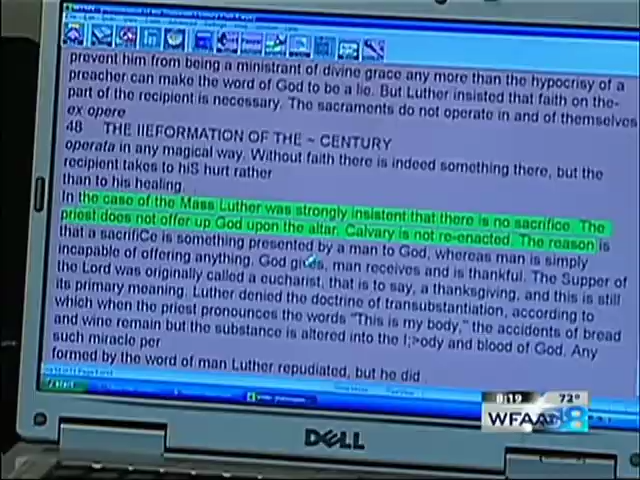 prevent him from being a ministrant of divine grace any more than the hypocrisy of a
preacher can make the word of God to be a lie. But Luther insisted that faith on the-
part of the recipient is necessary. The sacraments do not operate in and of themselves
ex opere
48 THE IIEFORMATION OF THE ~ CENTURY
operata in any magical way. Without faith there is indeed something there, but the
recipient takes to hiS hurt rather
than to his healing.
In the case of the Mass Luther was strongly insistent that there is no sacrifice. The
priest does not offer up God upon the altar. Calvary is not re-enacted. The reason is
that a sacrifiCe is something presented by a man to God, whereas man is simply
incapable of offering anything. God gives, man receives and is thankful. The Supper of
the Lord was originally called a eucharist, that is to say, a thanksgiving, and this is still
its primary meaning. Luther denied the doctrine of transubstantiation, according to
which when the priest pronounces the words "This is my body," the accidents of bread
and wine remain but the substance is altered into the l;>ody and blood of God. Any
such miracle per
formed by the word of man Luther repudiated, but he did
8:19 72°
WFAA 8
DELL